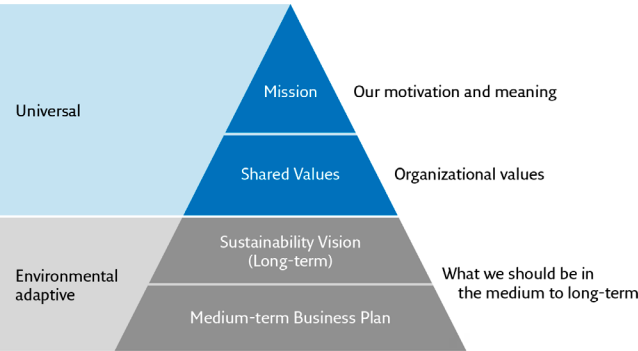 Mission
Our motivation and meaning
Universal
Shared Values
Organizational values
Sustainability Vision
(Long-term)
Environmental
adaptive
What we should be in
the medium to long-term
Medium-term Business Plan